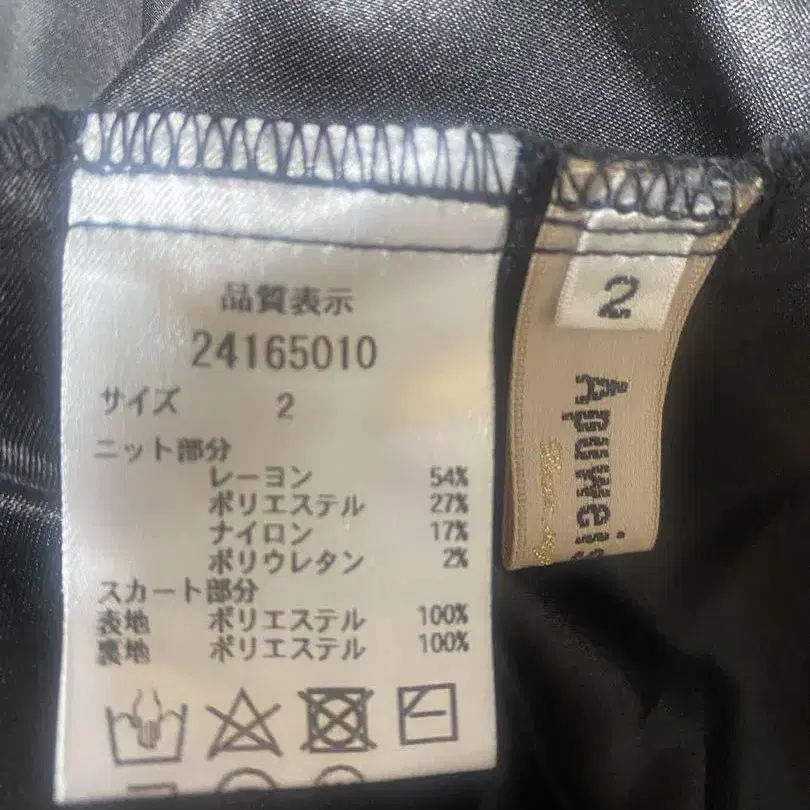 品質表示
24165010
サイズ 2
ニット部分
レーヨン 54%
ポリエステル 27%
ナイロン 17%
ポリウレタン 2%
スカート部分
表地 ポリエステル 100%
裏地 ポリエステル 100%
2
Apuweis